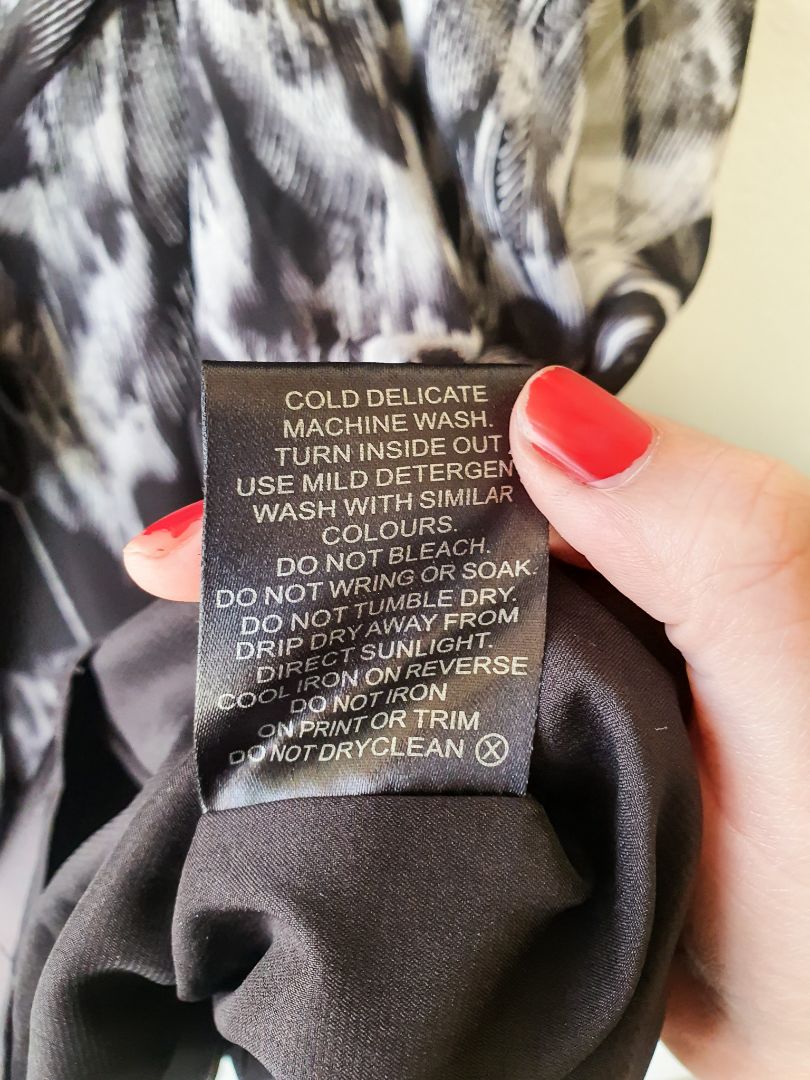 COLD DELICATE
MACHINE WASH.
TURN INSIDE OUT
USE MILD DETERGEN
WASH WITH SIMILAR
COLOURS.
DO NOT BLEACH.
DO NOT WRING OR SOAK.
DO NOT TUMBLE DRY.
DRIP DRY AWAY FROM
DIRECT SUNLIGHT.
COOL IRON ON REVERSE
DO NOT IRON
ON PRINT OR TRIM
DO NOT DRYCLEAN